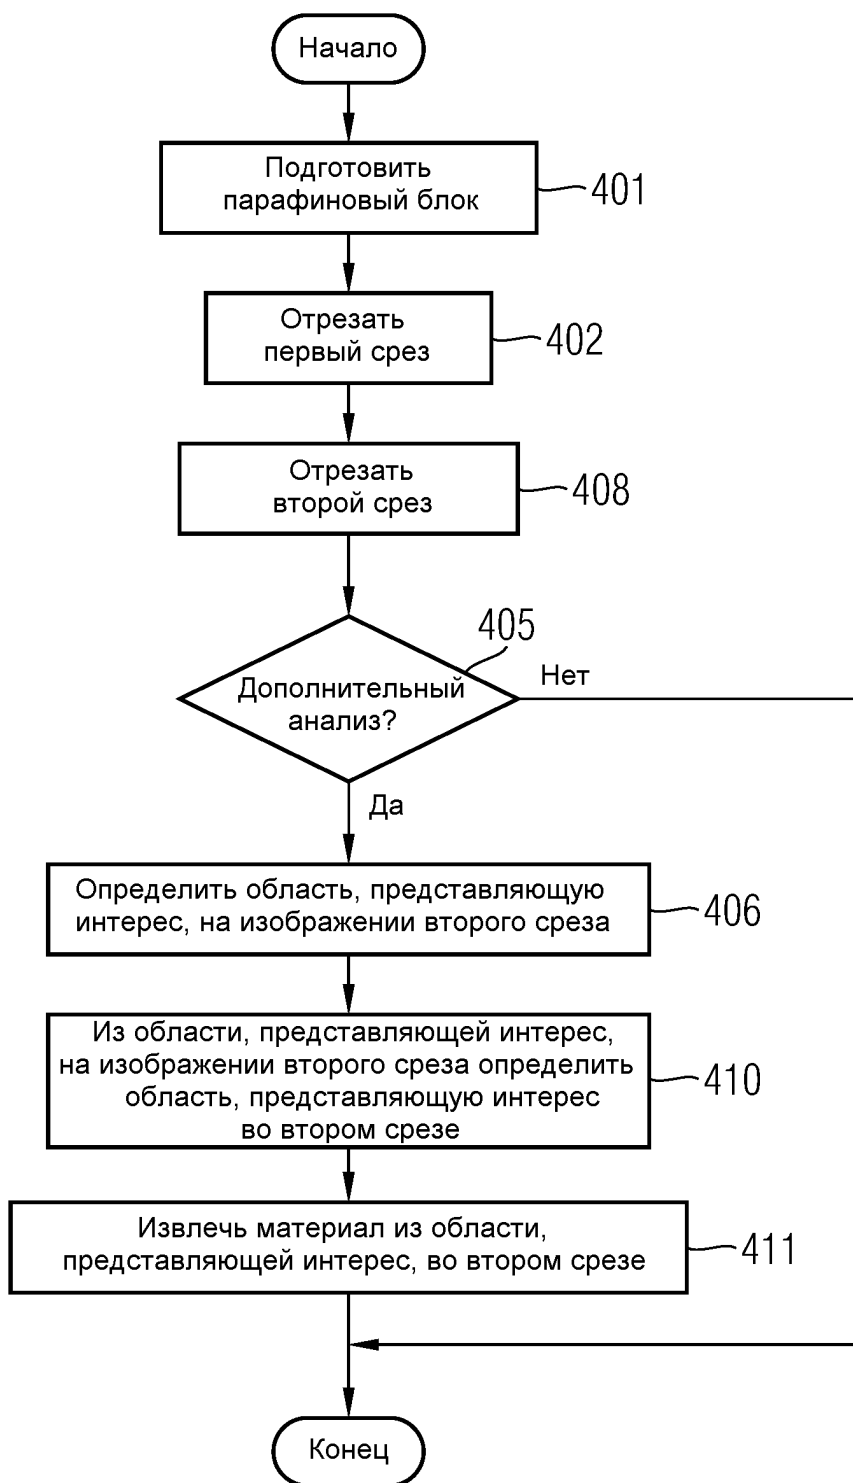 Начало
Подготовить
парафиновый блок
401
Отрезать
первый срез
402
Отрезать
второй срез
408
405
Дополнительный
анализ?
Нет
Да
Определить область, представляющую
интерес, на изображении второго среза
406
Из области, представляющей интерес,
на изображении второго среза определить
область, представляющую интерес
во втором срезе
410
Извлечь материал из области,
представляющей интерес, во втором срезе
411
Конец